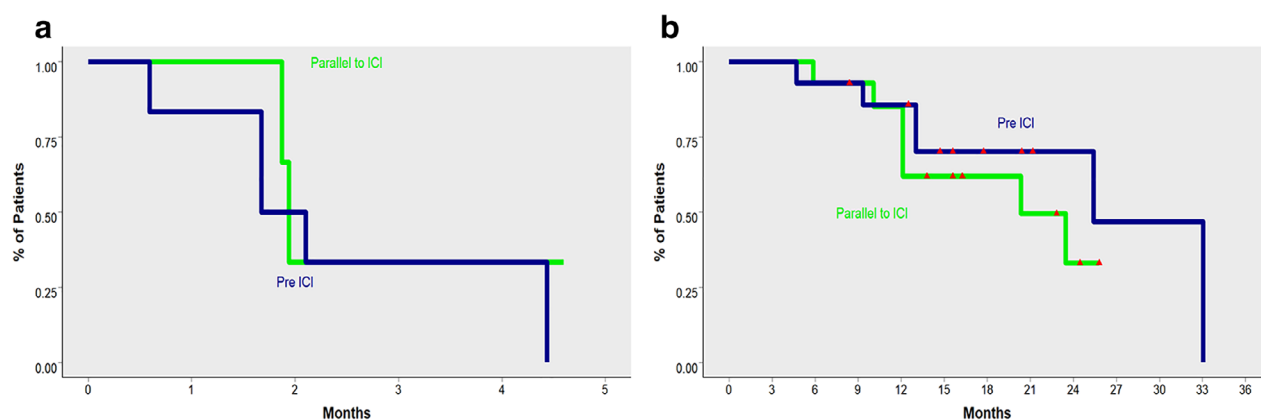 a
1.00
0.75
0.50
0.25
0.00
% of Patients
Parallel to ICI
Pre ICI
0 1 2 3 4 5
Months
b
1.00
0.75
0.50
0.25
0.00
% of Patients
Pre ICI
Parallel to ICI
0 3 6 9 12 15 18 21 24 27 30 33 36
Months